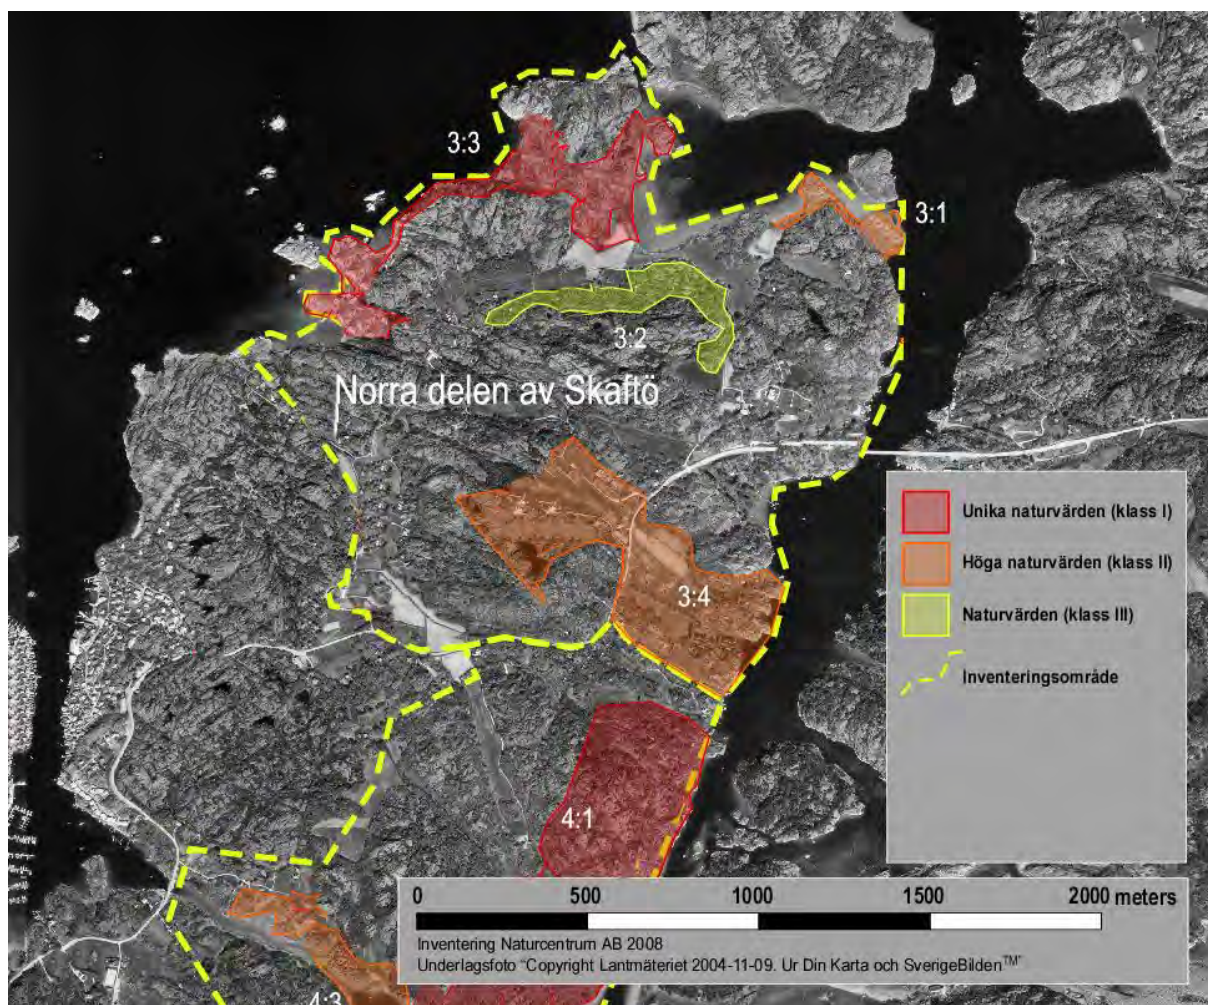 3:3
3:1
3:2
Norra delen av Skaftö
Unika naturvärden (klass I)
Höga naturvärden (klass II)
Naturvärden (klass III)
Inventeringsområde
3:4
4:1
0 500 1000 1500 2000 meters
Inventering Naturcentrum AB 2008
Underlagsfoto “Copyright Lantmäteriet 2004-11-09. Ur Din Karta och SverigeBilden™”
4:3